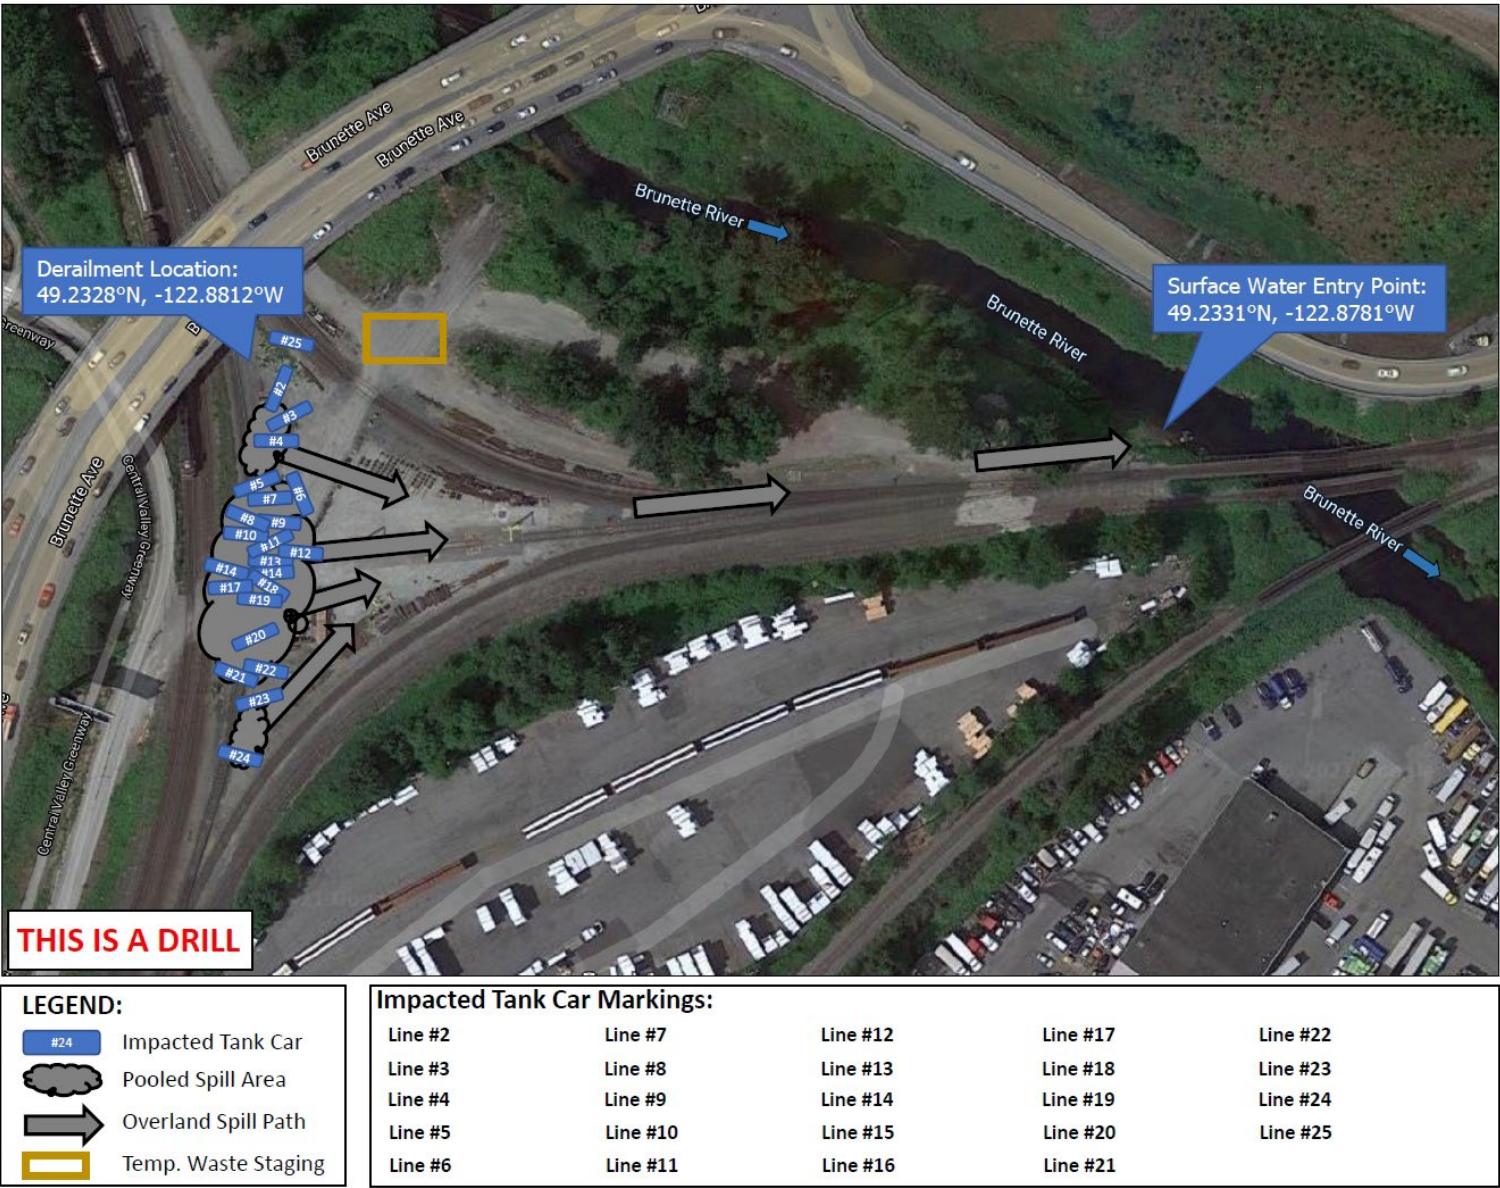 Brunette Ave
Brunette Ave
Brunette River
Derailment Location:
49.2328°N, -122.8812°W
Surface Water Entry Point:
49.2331°N, -122.8781°W
Brunette River
Greenway
B
#25
#2
#3
#4
#5
#6
#7
#8
#9
#10
#11
#12
#13
#14
#14
#17
#18
#19
#20
#21
#22
#23
#24
Brunette Ave
Central Valley Greenway
Central Valley Greenway
Brunette River
THIS IS A DRILL
LEGEND:
#24
Impacted Tank Car
Pooled Spill Area
Overland Spill Path
Temp. Waste Staging
Impacted Tank Car Markings:
Line #2
Line #3
Line #4
Line #5
Line #6
Line #7
Line #8
Line #9
Line #10
Line #11
Line #12
Line #13
Line #14
Line #15
Line #16
Line #17
Line #18
Line #19
Line #20
Line #21
Line #22
Line #23
Line #24
Line #25